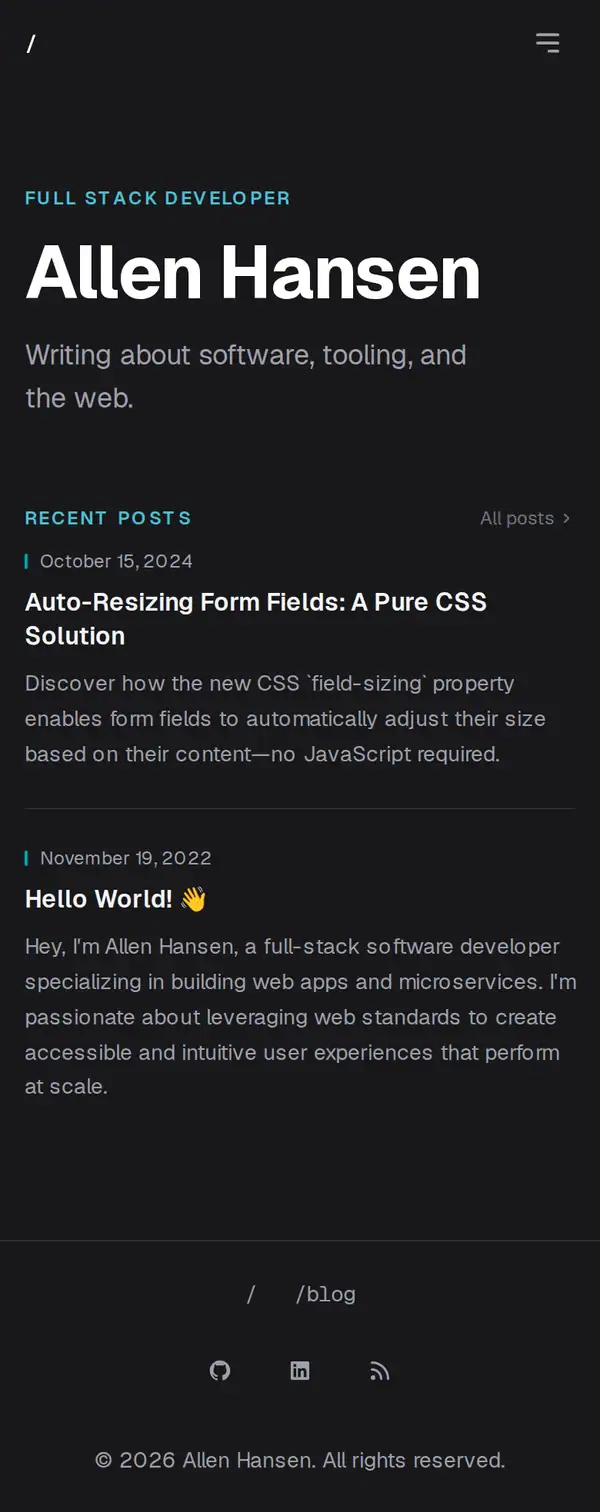 /
FULL STACK DEVELOPER
Allen Hansen
Writing about software, tooling, and
the web.
RECENT POSTS
All posts ›
October 15, 2024
Auto-Resizing Form Fields: A Pure CSS
Solution
Discover how the new CSS `field-sizing` property
enables form fields to automatically adjust their size
based on their content—no JavaScript required.
November 19, 2022
Hello World! 👋
Hey, I'm Allen Hansen, a full-stack software developer
specializing in building web apps and microservices. I'm
passionate about leveraging web standards to create
accessible and intuitive user experiences that perform
at scale.
/ /blog
in
© 2026 Allen Hansen. All rights reserved.